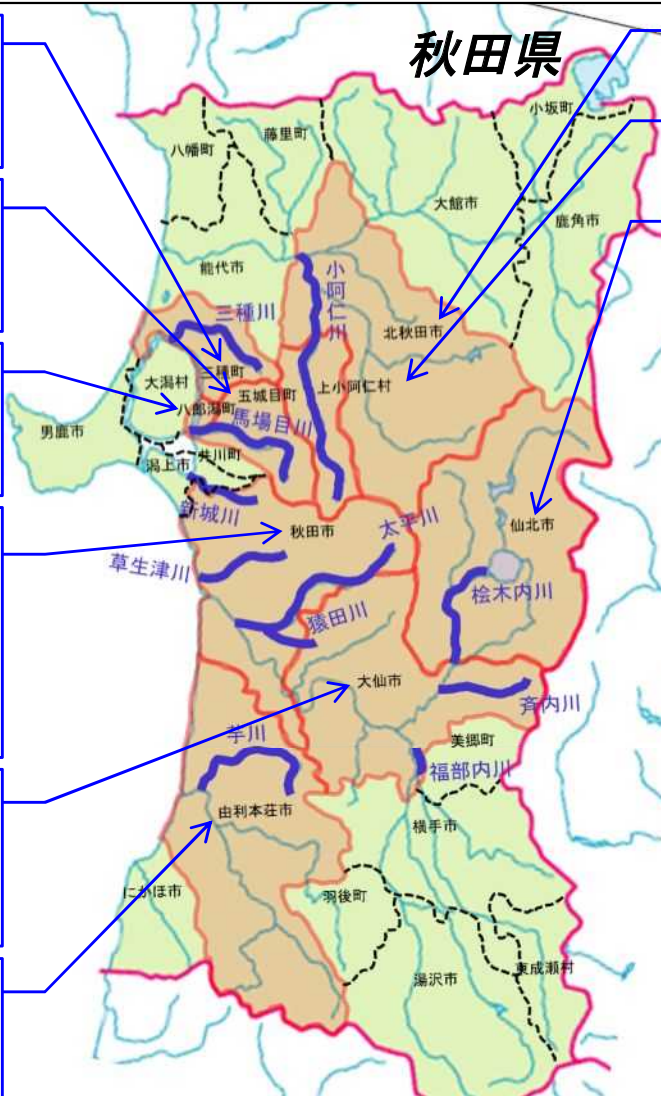 秋田県
小坂町
藤里町
八幡町
大館市
鹿角市
能代市
小阿仁川
三種川
北秋田市
三種町
大潟村
上小阿仁村
五城目町
八郎潟町
馬場目川
男鹿市
井川町
潟上市
新城川
秋田市
太平川
仙北市
草生津川
桧木内川
猿田川
大仙市
斉内川
芋川
美郷町
福部内川
由利本荘市
横手市
にかほ市
羽後町
湯沢市
東成瀬村